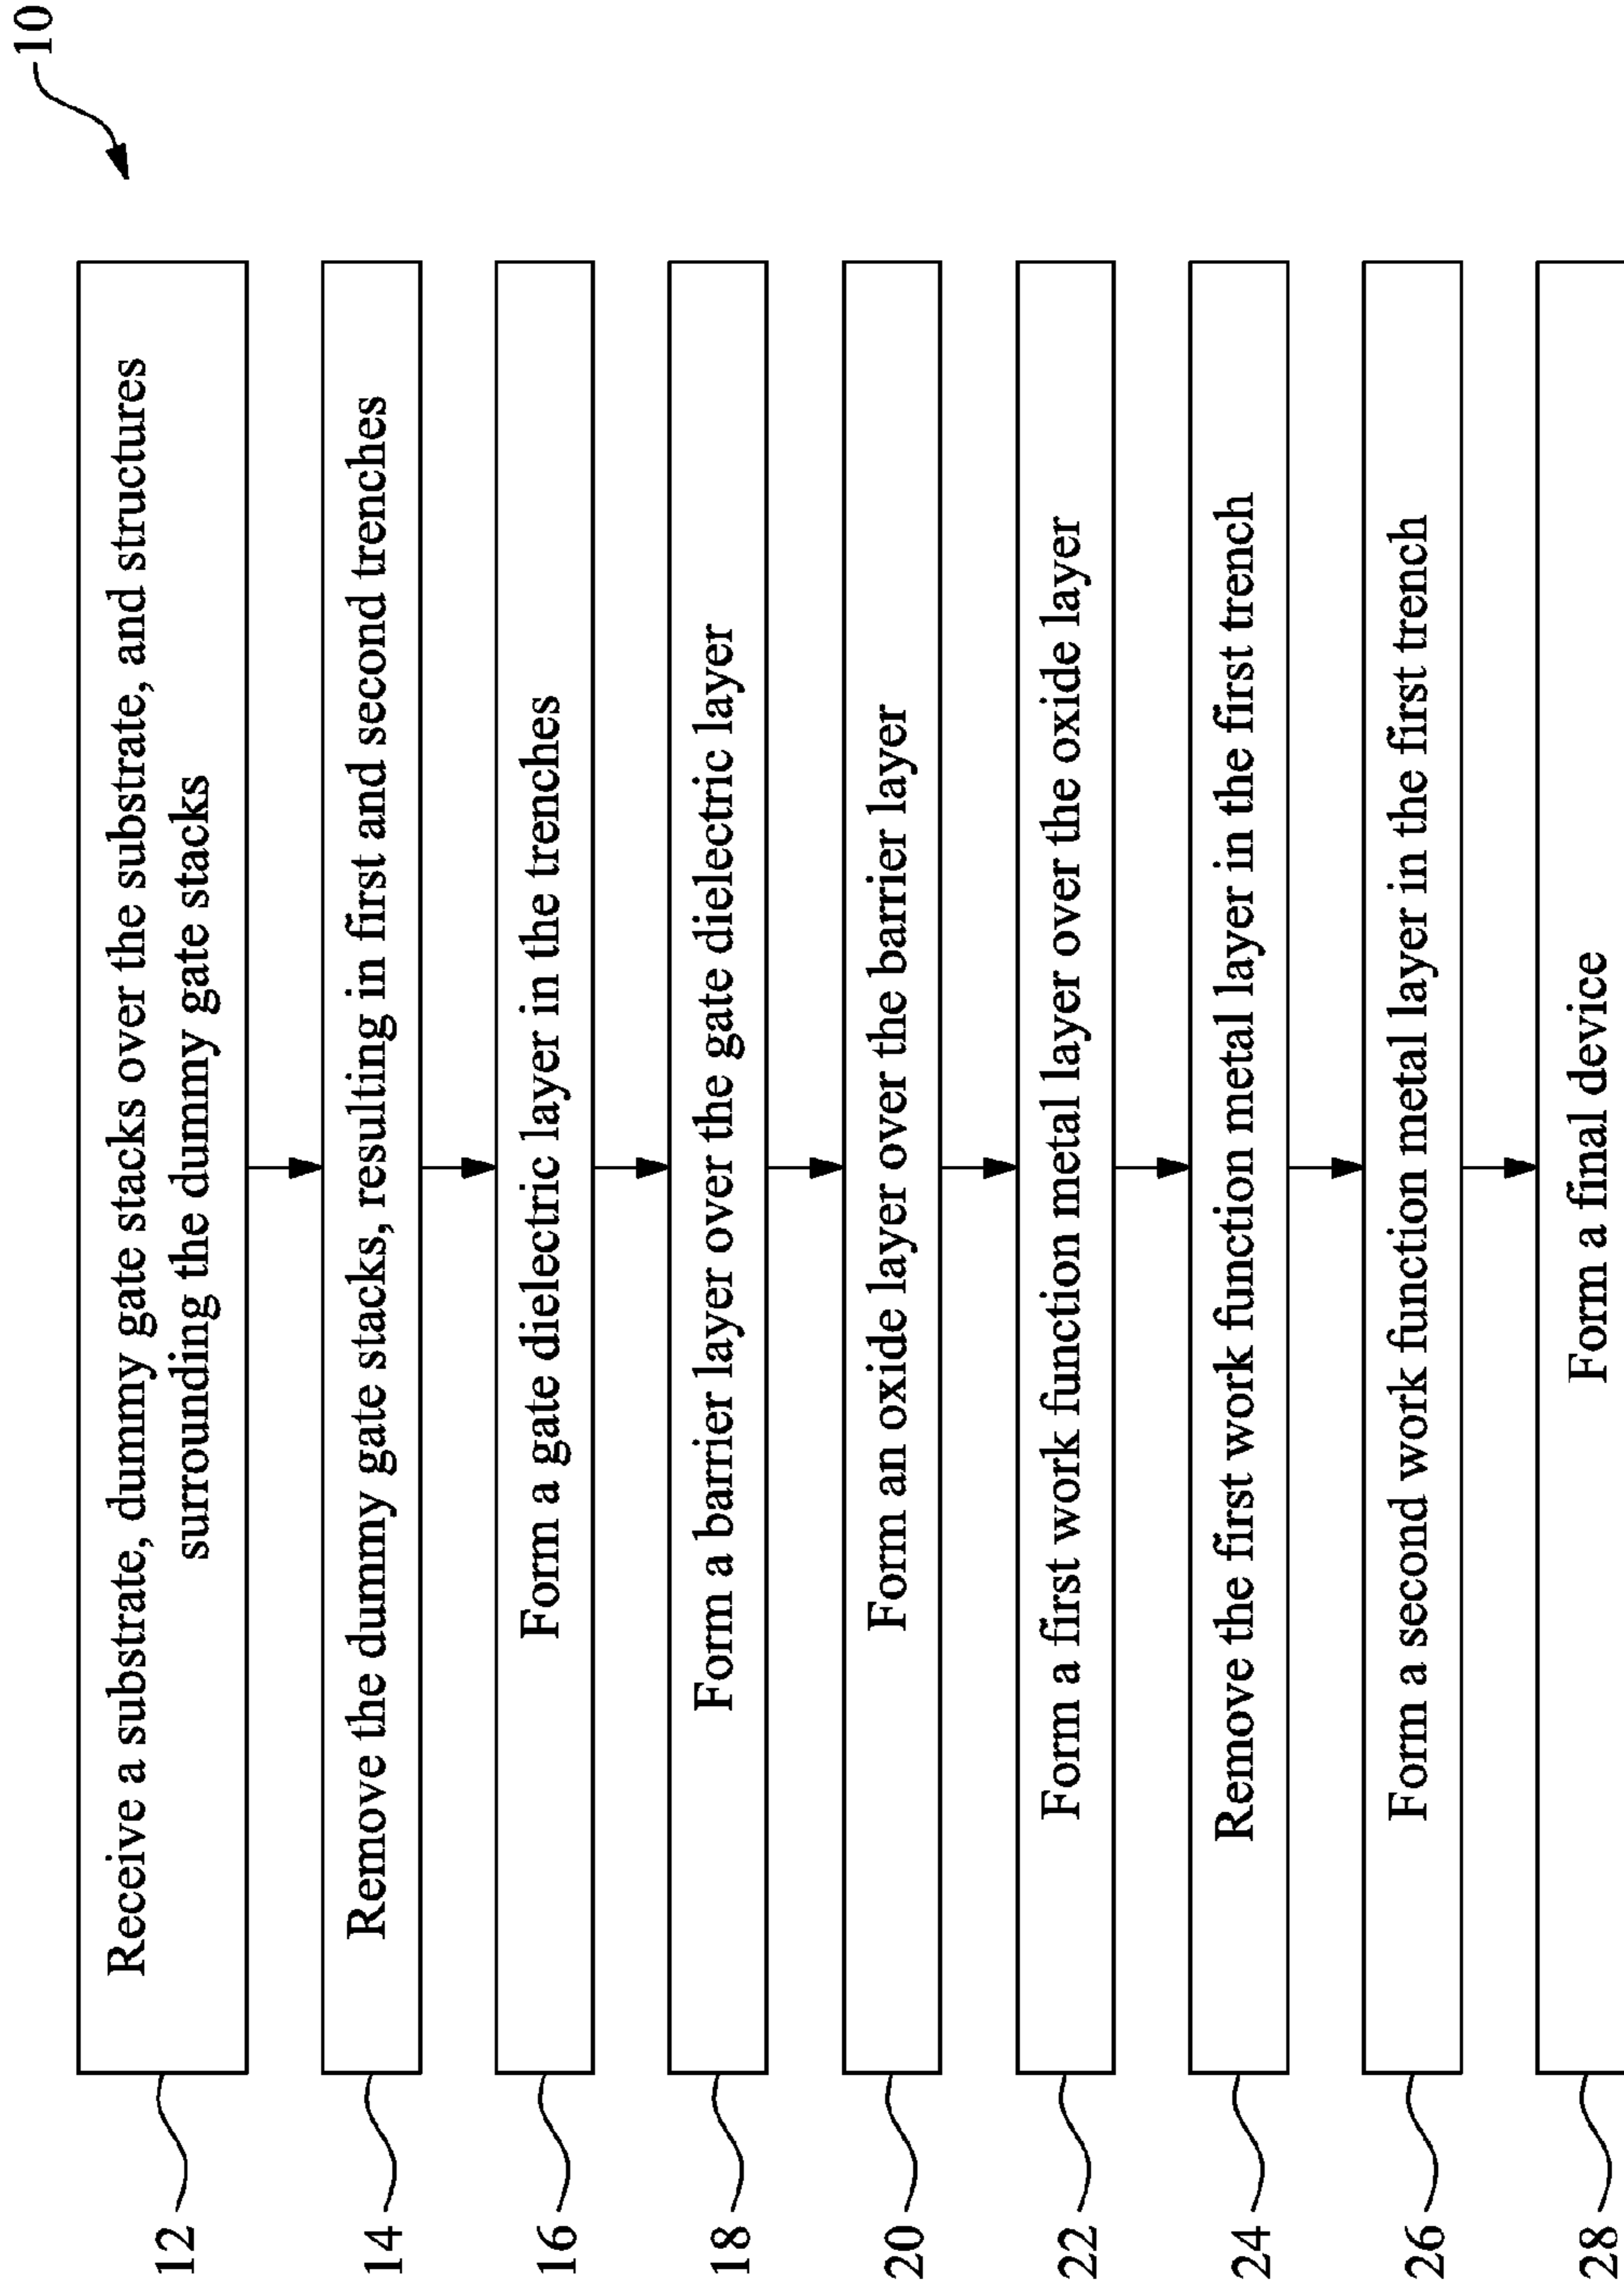 10
12
Receive a substrate, dummy gate stacks over the substrate, and structures
surrounding the dummy gate stacks
14
Remove the dummy gate stacks, resulting in first and second trenches
16
Form a gate dielectric layer in the trenches
18
Form a barrier layer over the gate dielectric layer
20
Form an oxide layer over the barrier layer
22
Form a first work function metal layer over the oxide layer
24
Remove the first work function metal layer in the first trench
26
Form a second work function metal layer in the first trench
28
Form a final device